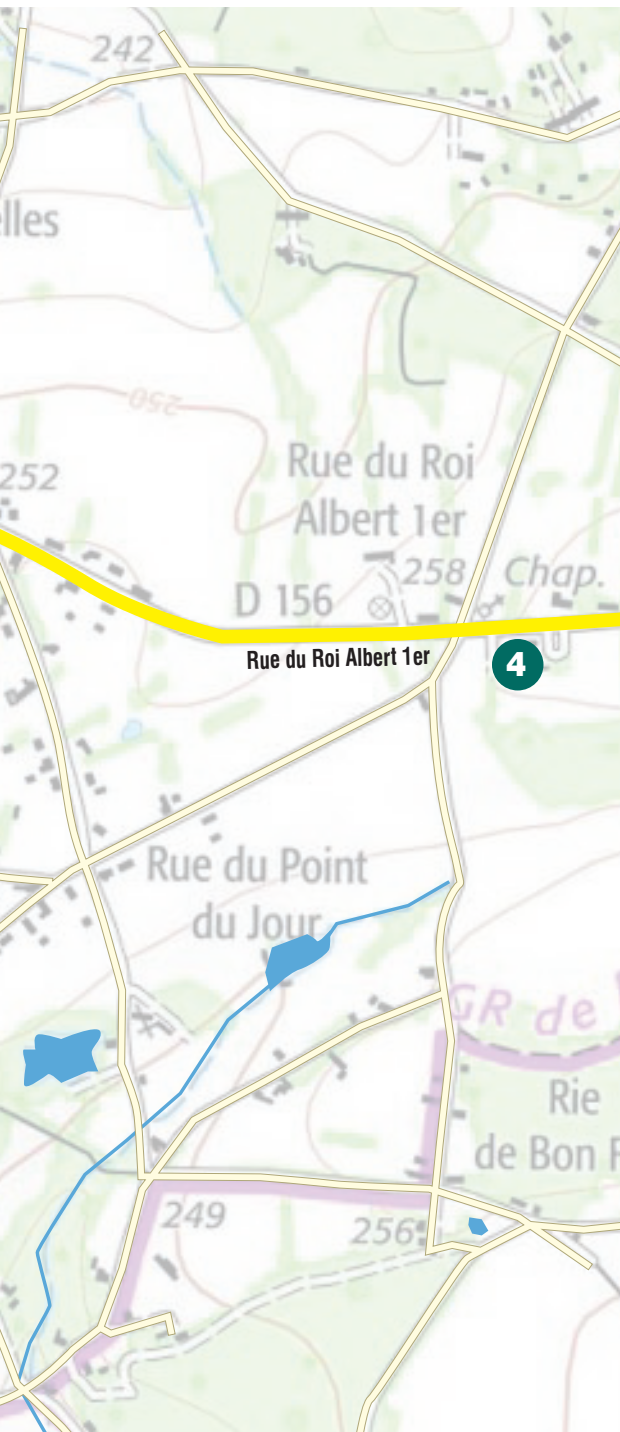 242
elles
250
252
Rue du Roi
Albert 1er
258
Chap.
D 156
Rue du Roi Albert 1er
4
Rue du Point
du Jour
GR de
Rie
de Bon
249
256